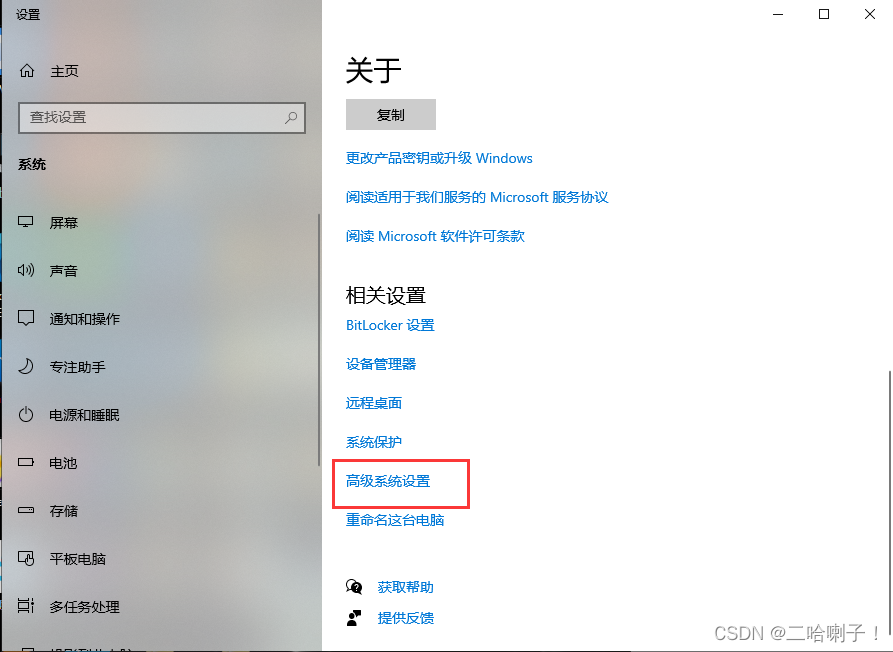 设置
主页
查找设置
系统
屏幕
声音
通知和操作
专注助手
电源和睡眠
电池
存储
平板电脑
多任务处理
关于
复制
更改产品密钥或升级 Windows
阅读适用于我们服务的 Microsoft 服务协议
阅读 Microsoft 软件许可条款
相关设置
BitLocker 设置
设备管理器
远程桌面
系统保护
高级系统设置
重命名这台电脑
获取帮助
提供反馈
CSDN @二哈喇子！